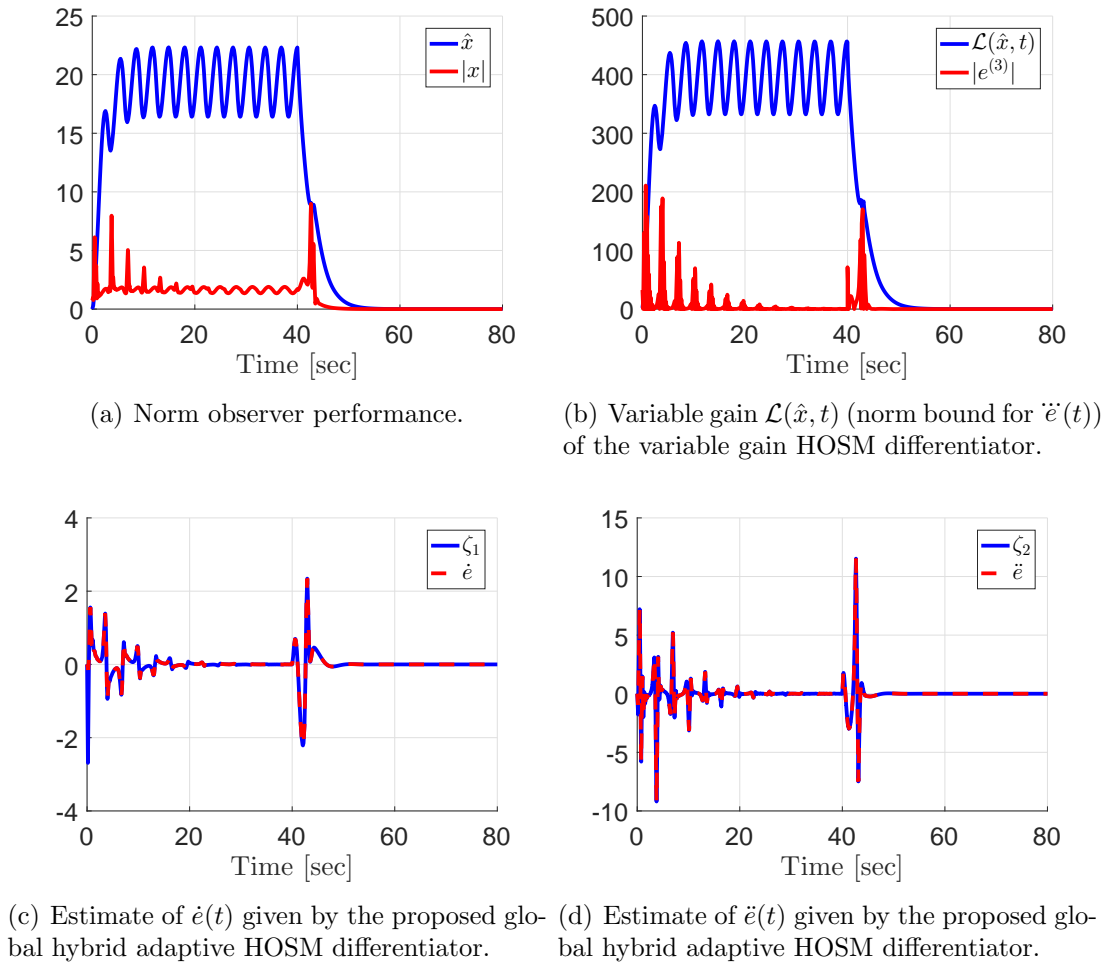 25
20
15
10
5
0
0 20 40 60 80
Time [sec]
x̂
|x|
(a) Norm observer performance.
500
400
300
200
100
0
0 20 40 60 80
Time [sec]
ℒ(x̂, t)
|e⁽³⁾|
(b) Variable gain ℒ(x̂, t) (norm bound for e⃛(t))
of the variable gain HOSM differentiator.
4
2
0
-2
-4
0 20 40 60 80
Time [sec]
ζ₁
ė
(c) Estimate of ė(t) given by the proposed glo-
bal hybrid adaptive HOSM differentiator.
15
10
5
0
-5
-10
0 20 40 60 80
Time [sec]
ζ₂
ë
(d) Estimate of ë(t) given by the proposed glo-
bal hybrid adaptive HOSM differentiator.